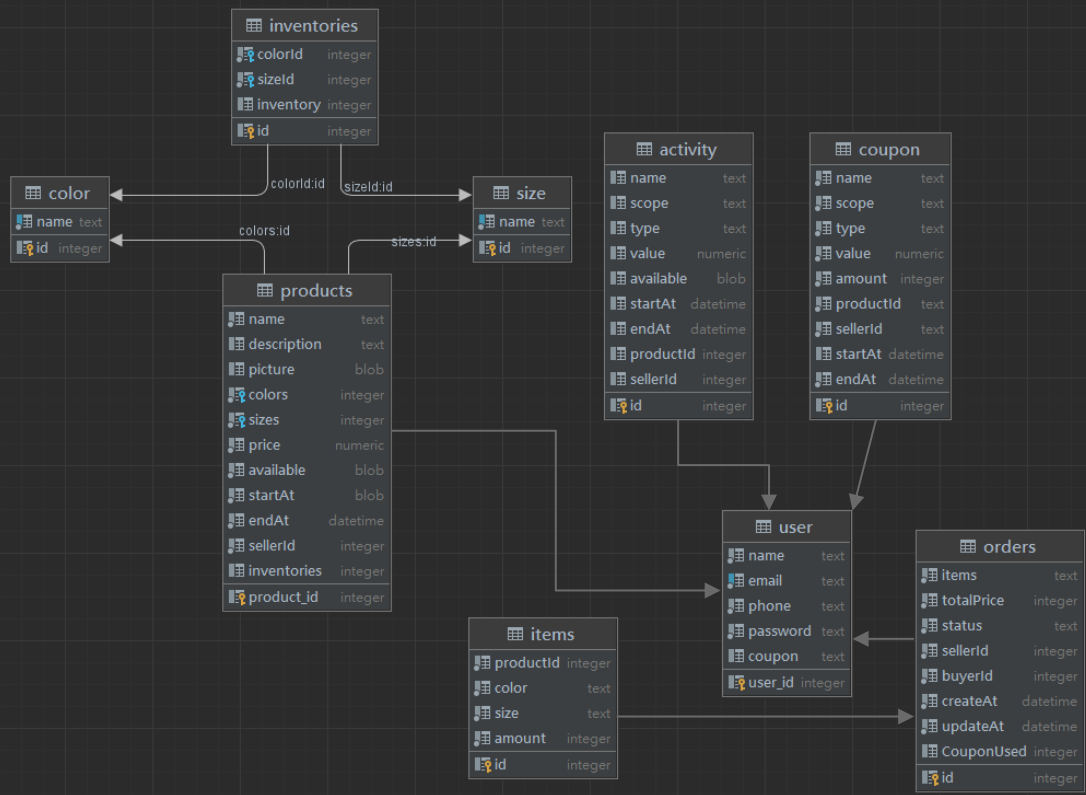 inventories
colorId integer
sizeId integer
inventory integer
id integer
colorId:id
sizeId:id
color
name text
id integer
size
name text
id integer
colors:id
sizes:id
products
name text
description text
picture blob
colors integer
sizes integer
price numeric
available blob
startAt blob
endAt datetime
sellerId integer
inventories integer
product_id integer
activity
name text
scope text
type text
value numeric
available blob
startAt datetime
endAt datetime
productId integer
sellerId integer
id integer
coupon
name text
scope text
type text
value numeric
amount integer
productId text
sellerId text
startAt datetime
endAt datetime
id integer
user
name text
email text
phone text
password text
coupon text
user_id integer
orders
items text
totalPrice integer
status text
sellerId integer
buyerId integer
createAt datetime
updateAt datetime
CouponUsed integer
id integer
items
productId integer
color text
size text
amount integer
id integer